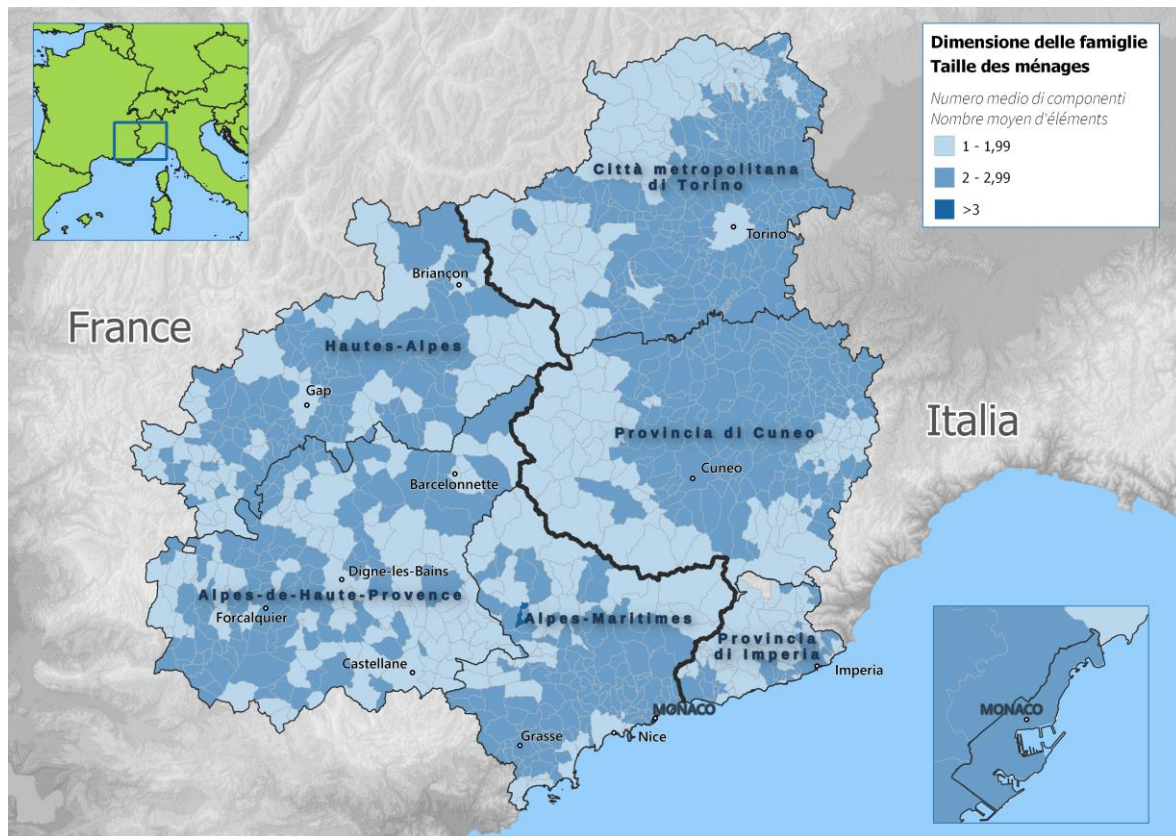 Dimensione delle famiglie
Taille des ménages
Numero medio di componenti
Nombre moyen d'éléments
1 - 1,99
2 - 2,99
>3
Città metropolitana
di Torino
Torino
Briançon
France
Hautes-Alpes
Gap
Italia
Provincia di Cuneo
Cuneo
Barcelonnette
Digne-les-Bains
Alpes-de-Haute-Provence
Forcalquier
Alpes-Maritimes
Provincia
di Imperia
Castellane
Imperia
MONACO
Nice
Grasse
MONACO